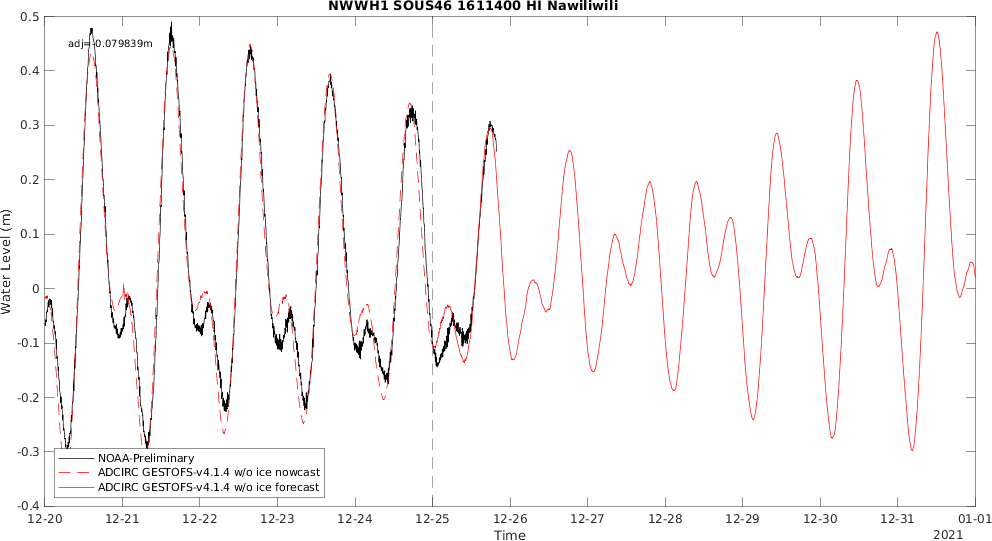 NWWH1 SOUS46 1611400 HI Nawiliwili
0.5
adj=-0.079839m
0.4
0.3
0.2
0.1
0
-0.1
-0.2
-0.3
-0.4
Water Level (m)
NOAA-Preliminary
ADCIRC GESTOFS-v4.1.4 w/o ice nowcast
ADCIRC GESTOFS-v4.1.4 w/o ice forecast
12-20 12-21 12-22 12-23 12-24 12-25 12-26 12-27 12-28 12-29 12-30 12-31 01-01
Time
2021